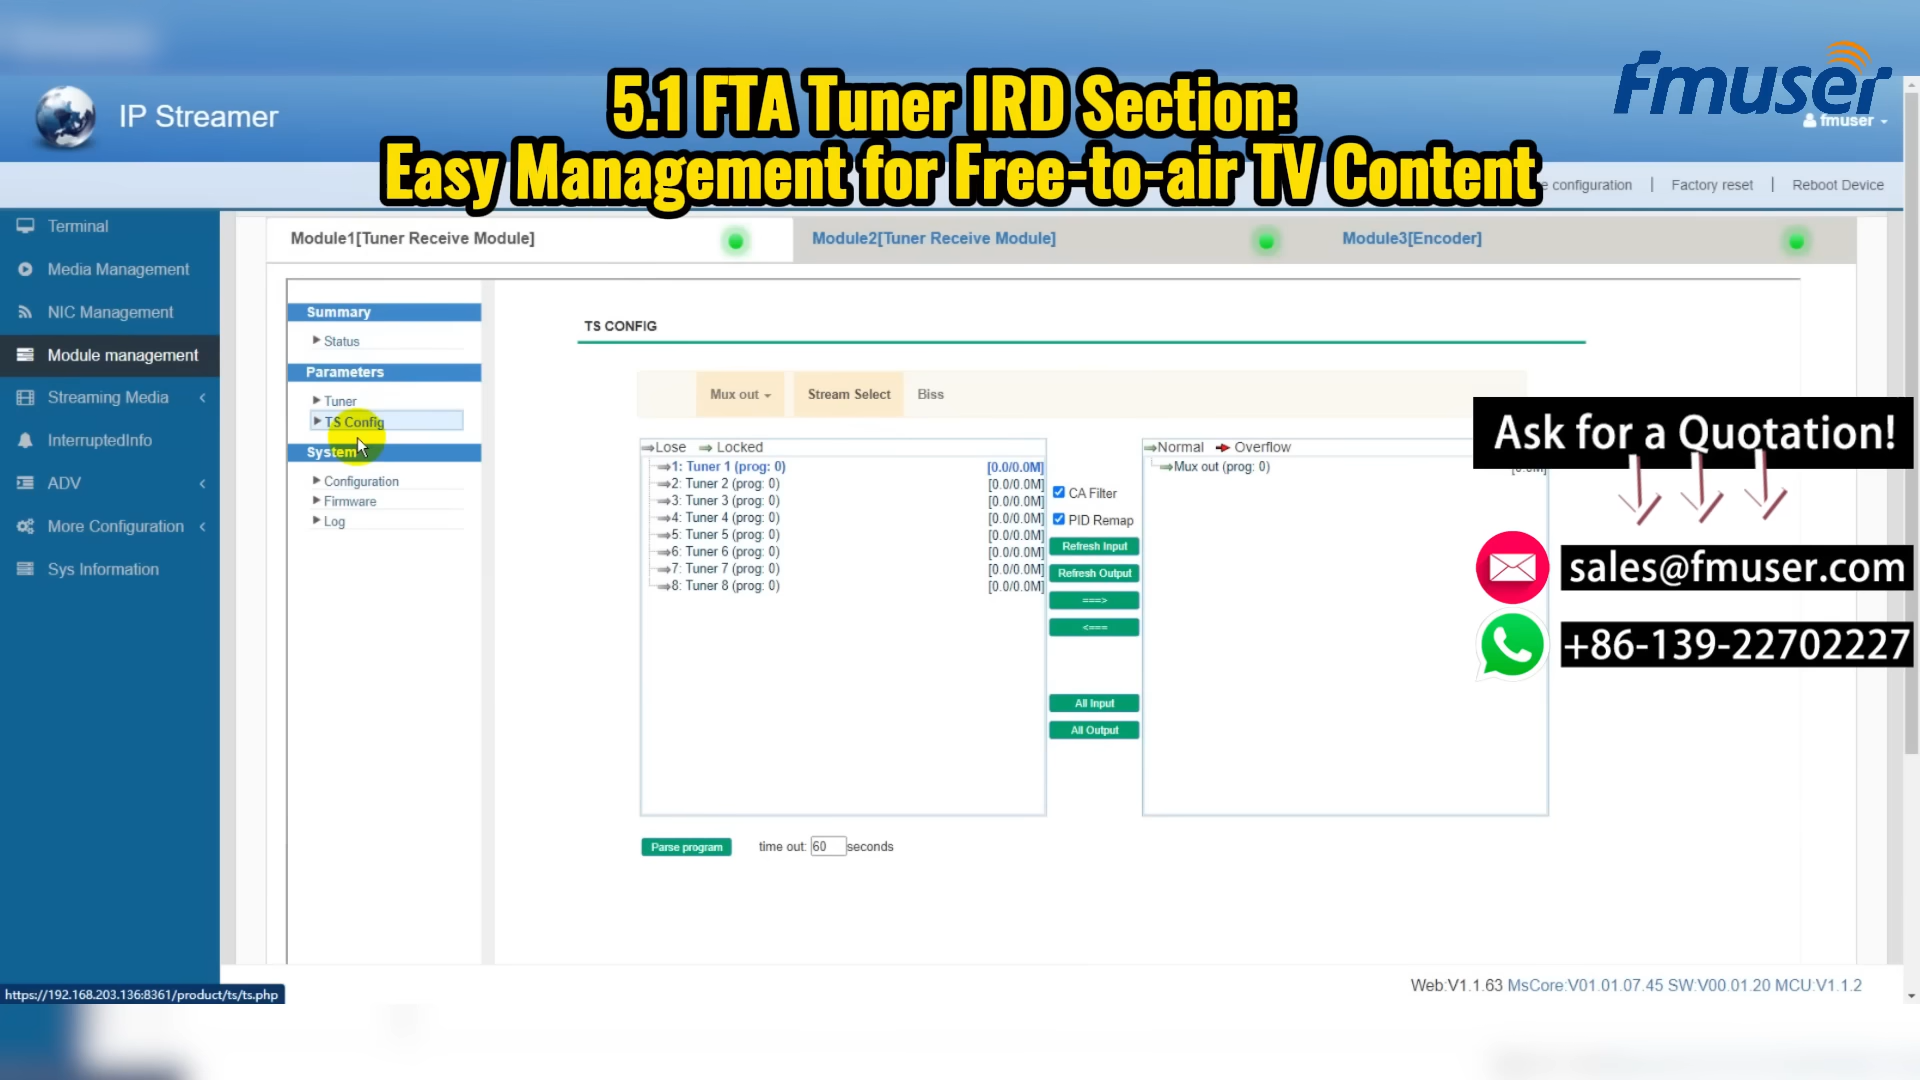 5.1 FTA Tuner IRD Section:
Easy Management for Free-to-air TV Content
Fmuser
IP Streamer
fmuser
configuration | Factory reset | Reboot Device
Terminal
Media Management
NIC Management
Module management
Streaming Media
InterruptedInfo
ADV
More Configuration
Sys Information
Module1[Tuner Receive Module]
Module2[Tuner Receive Module]
Module3[Encoder]
Summary
Status
Parameters
Tuner
TS Config
System
Configuration
Firmware
Log
TS CONFIG
Mux out
Stream Select
Biss
Lose Locked
1: Tuner 1 (prog: 0) [0.0/0.0M]
2: Tuner 2 (prog: 0) [0.0/0.0M]
3: Tuner 3 (prog: 0) [0.0/0.0M]
4: Tuner 4 (prog: 0) [0.0/0.0M]
5: Tuner 5 (prog: 0) [0.0/0.0M]
6: Tuner 6 (prog: 0) [0.0/0.0M]
7: Tuner 7 (prog: 0) [0.0/0.0M]
8: Tuner 8 (prog: 0) [0.0/0.0M]
CA Filter
PID Remap
Refresh Input
Refresh Output
===>
<===
All Input
All Output
Normal Overflow
Mux out (prog: 0)
Parse program
time out: 60 seconds
Ask for a Quotation!
sales@fmuser.com
+86-139-22702227
https://192.168.203.136:8361/product/ts/ts.php
Web:V1.1.63 MsCore:V01.01.07.45 SW:V00.01.20 MCU:V1.1.2